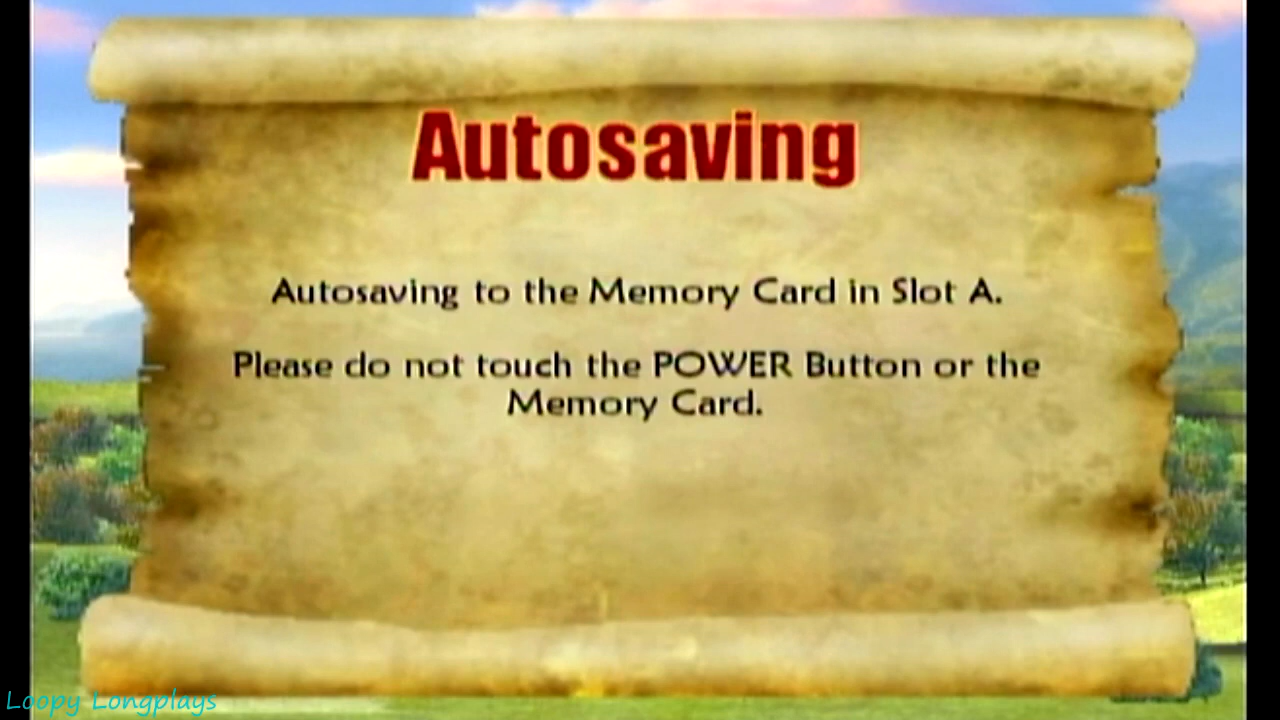 Autosaving
Autosaving to the Memory Card in Slot A.
Please do not touch the POWER Button or the
Memory Card.
Loopy Longplays